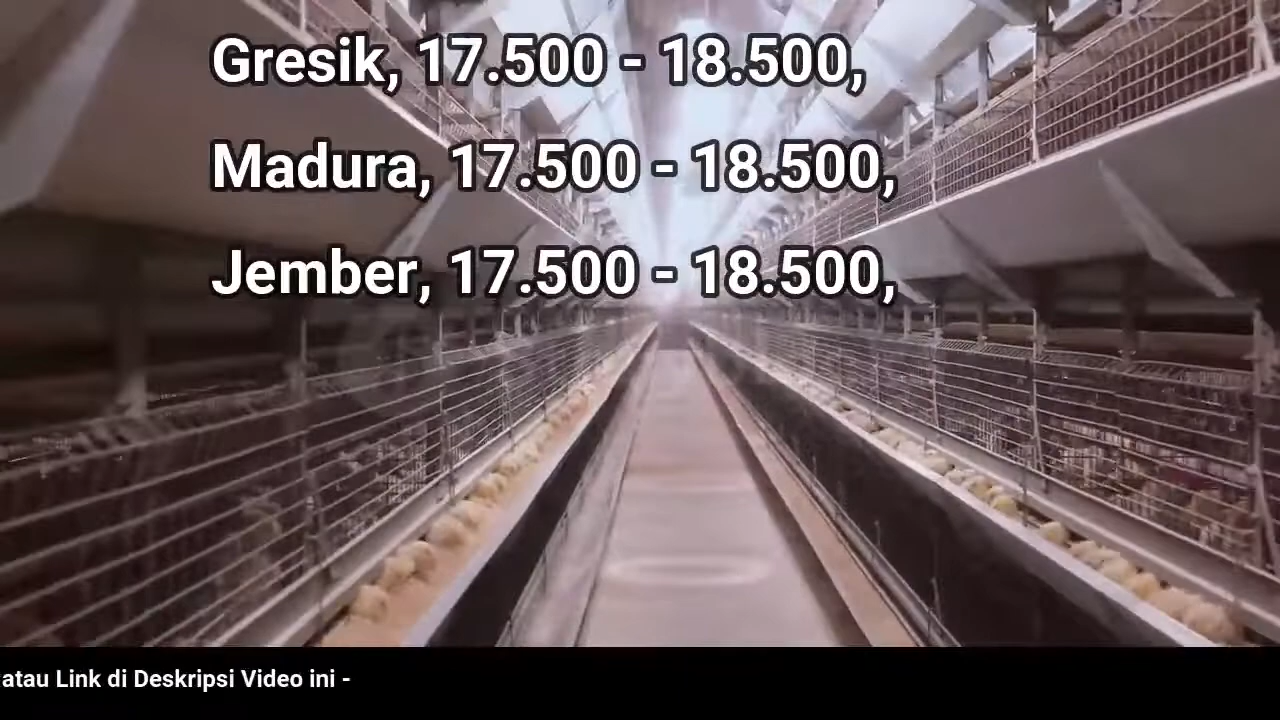 Gresik, 17.500 - 18.500,
Madura, 17.500 - 18.500,
Jember, 17.500 - 18.500,
atau Link di Deskripsi Video ini -